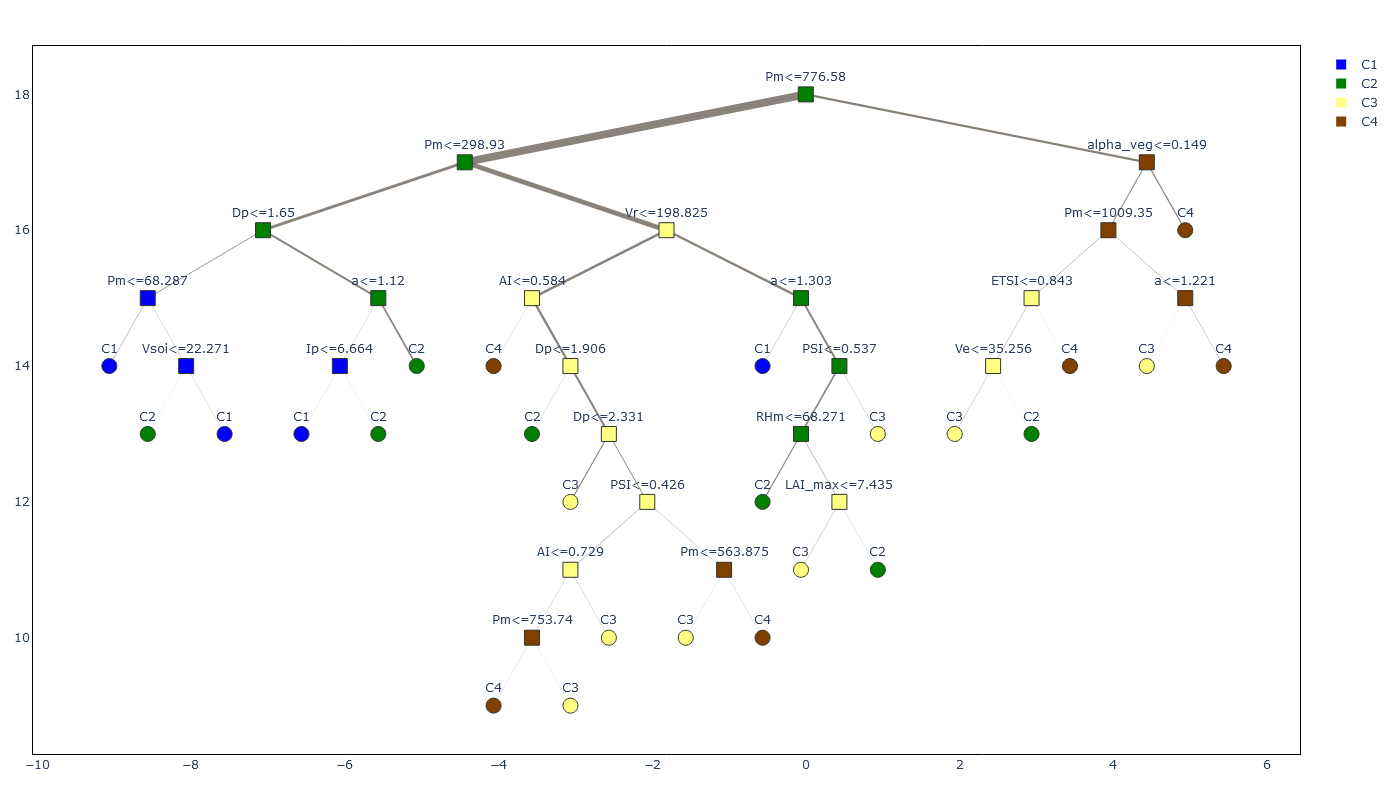 Pm<=776.58
C1
C2
C3
C4
18
Pm<=298.93
alpha_veg<=0.149
16
Dp<=1.65
Vr<=198.825
Pm<=1009.35
C4
Pm<=68.287
a<=1.12
AI<=0.584
a<=1.303
ETSI<=0.843
a<=1.221
14
C1
Vsoi<=22.271
Ip<=6.664
C2
C4
Dp<=1.906
C1
PSI<=0.537
Ve<=35.256
C4
C3
C4
C2
C1
C1
C2
C2
Dp<=2.331
RHm<=68.271
C3
C3
C2
12
C3
PSI<=0.426
C2
LAI_max<=7.435
AI<=0.729
Pm<=563.875
C3
C2
10
Pm<=753.74
C3
C3
C4
C4
C3
−10
−8
−6
−4
−2
0
2
4
6